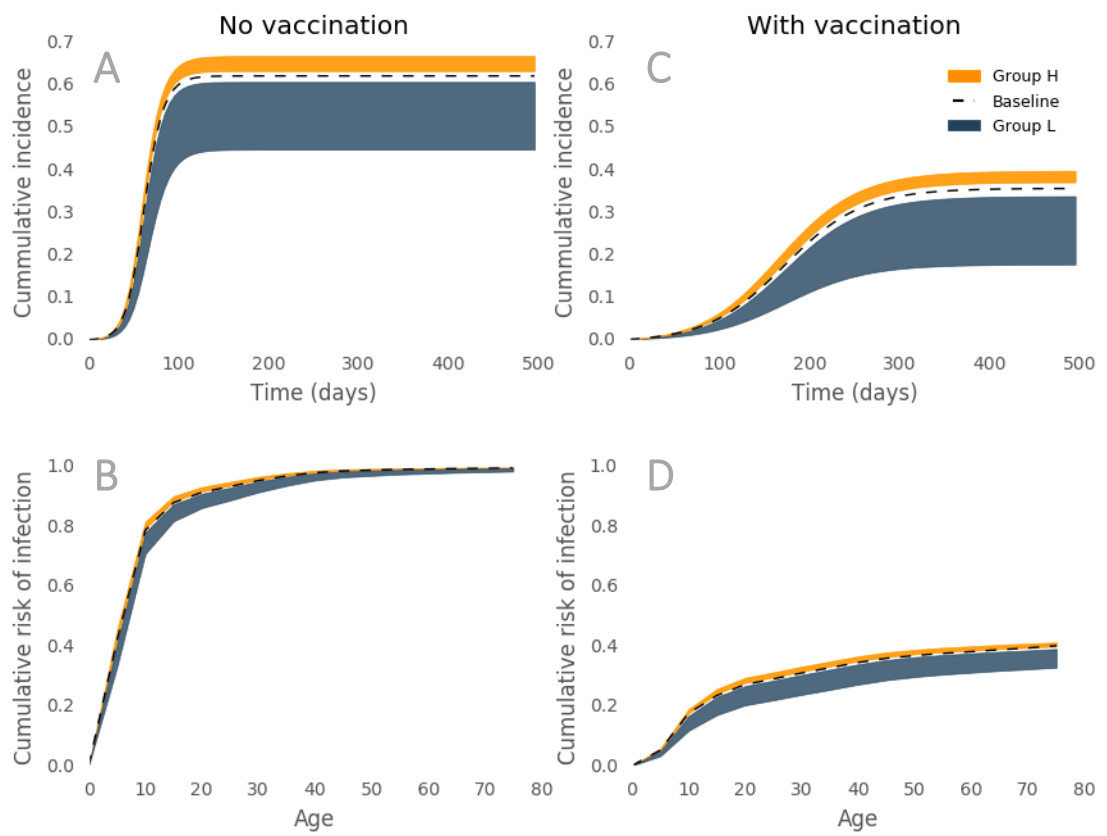 No vaccination
With vaccination
A
Cummulative incidence
0.7
0.6
0.5
0.4
0.3
0.2
0.1
0.0
0 100 200 300 400 500
Time (days)
C
Cummulative incidence
0.7
0.6
0.5
0.4
0.3
0.2
0.1
0.0
Group H
Baseline
Group L
0 100 200 300 400 500
Time (days)
B
Cumulative risk of infection
1.0
0.8
0.6
0.4
0.2
0.0
0 10 20 30 40 50 60 70 80
Age
D
Cumulative risk of infection
1.0
0.8
0.6
0.4
0.2
0.0
0 10 20 30 40 50 60 70 80
Age